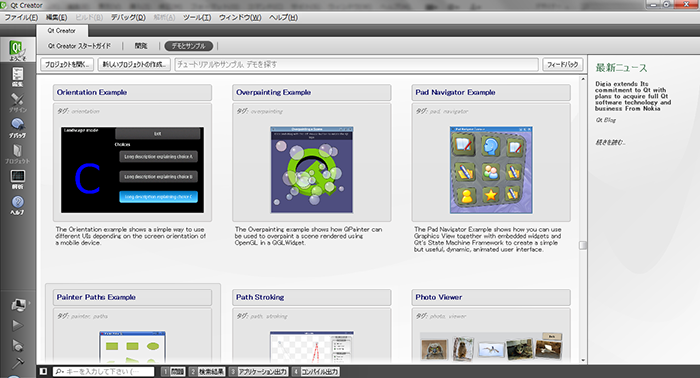 Qt Creator
ファイル(F) 編集(E) ビルド(B) デバッグ(D) 解析(A) ツール(T) ウィンドウ(W) ヘルプ(H)
Qt Creator
Qt Creator スタートガイド 開発 デモとサンプル
プロジェクトを開く... 新しいプロジェクトの作成... チュートリアルやサンプル、デモを探す フィードバック
ようこそ
編集
デザイン
デバッグ
プロジェクト
解析
ヘルプ
Orientation Example
タグ: orientation
Landscape mode
Choices
Long description explaining choice A
Long description explaining choice B
Long description explaining choice C
C
The Orientation example shows a simple way to use
different UIs depending on the screen orientation of
a mobile device.
Overpainting Example
タグ: overpainting
The Overpainting example shows how QPainter can
be used to overpaint a scene rendered using
OpenGL in a QGLWidget.
Pad Navigator Example
タグ: pad navigator
The Pad Navigator Example shows how you can use
Graphics View together with embedded widgets and
Qt's State Machine Framework to create a simple
but useful, dynamic, animated user interface.
Painter Paths Example
タグ: painter paths
Path Stroking
タグ: path stroking
Photo Viewer
タグ: photo viewer
最新ニュース
Digia extends Its
commitment to Qt with
plans to acquire full Qt
software technology and
business From Nokia
Qt Blog
続きを読む...
キーを入力して下さい (
1 問題 2 検索結果 3 アプリケーション出力 4 コンパイル出力